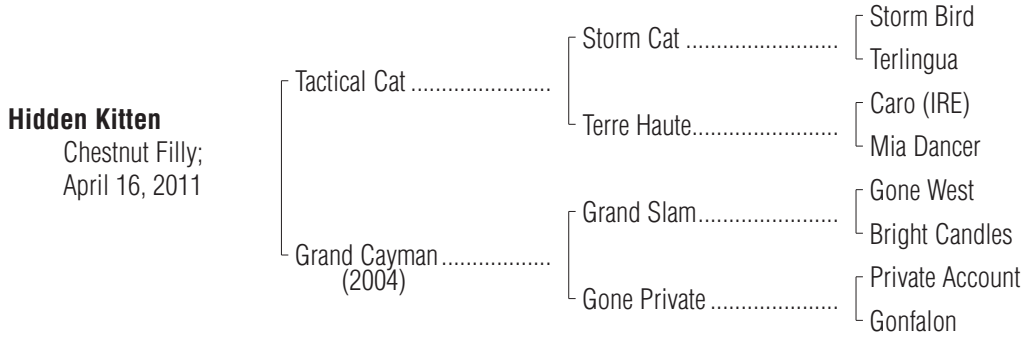 Hidden Kitten
Chestnut Filly;
April 16, 2011
Tactical Cat ....................
Grand Cayman ...................
(2004)
Storm Cat .........................
Terre Haute........................
Grand Slam.......................
Gone Private .....................
Storm Bird
Terlingua
Caro (IRE)
Mia Dancer
Gone West
Bright Candles
Private Account
Gonfalon